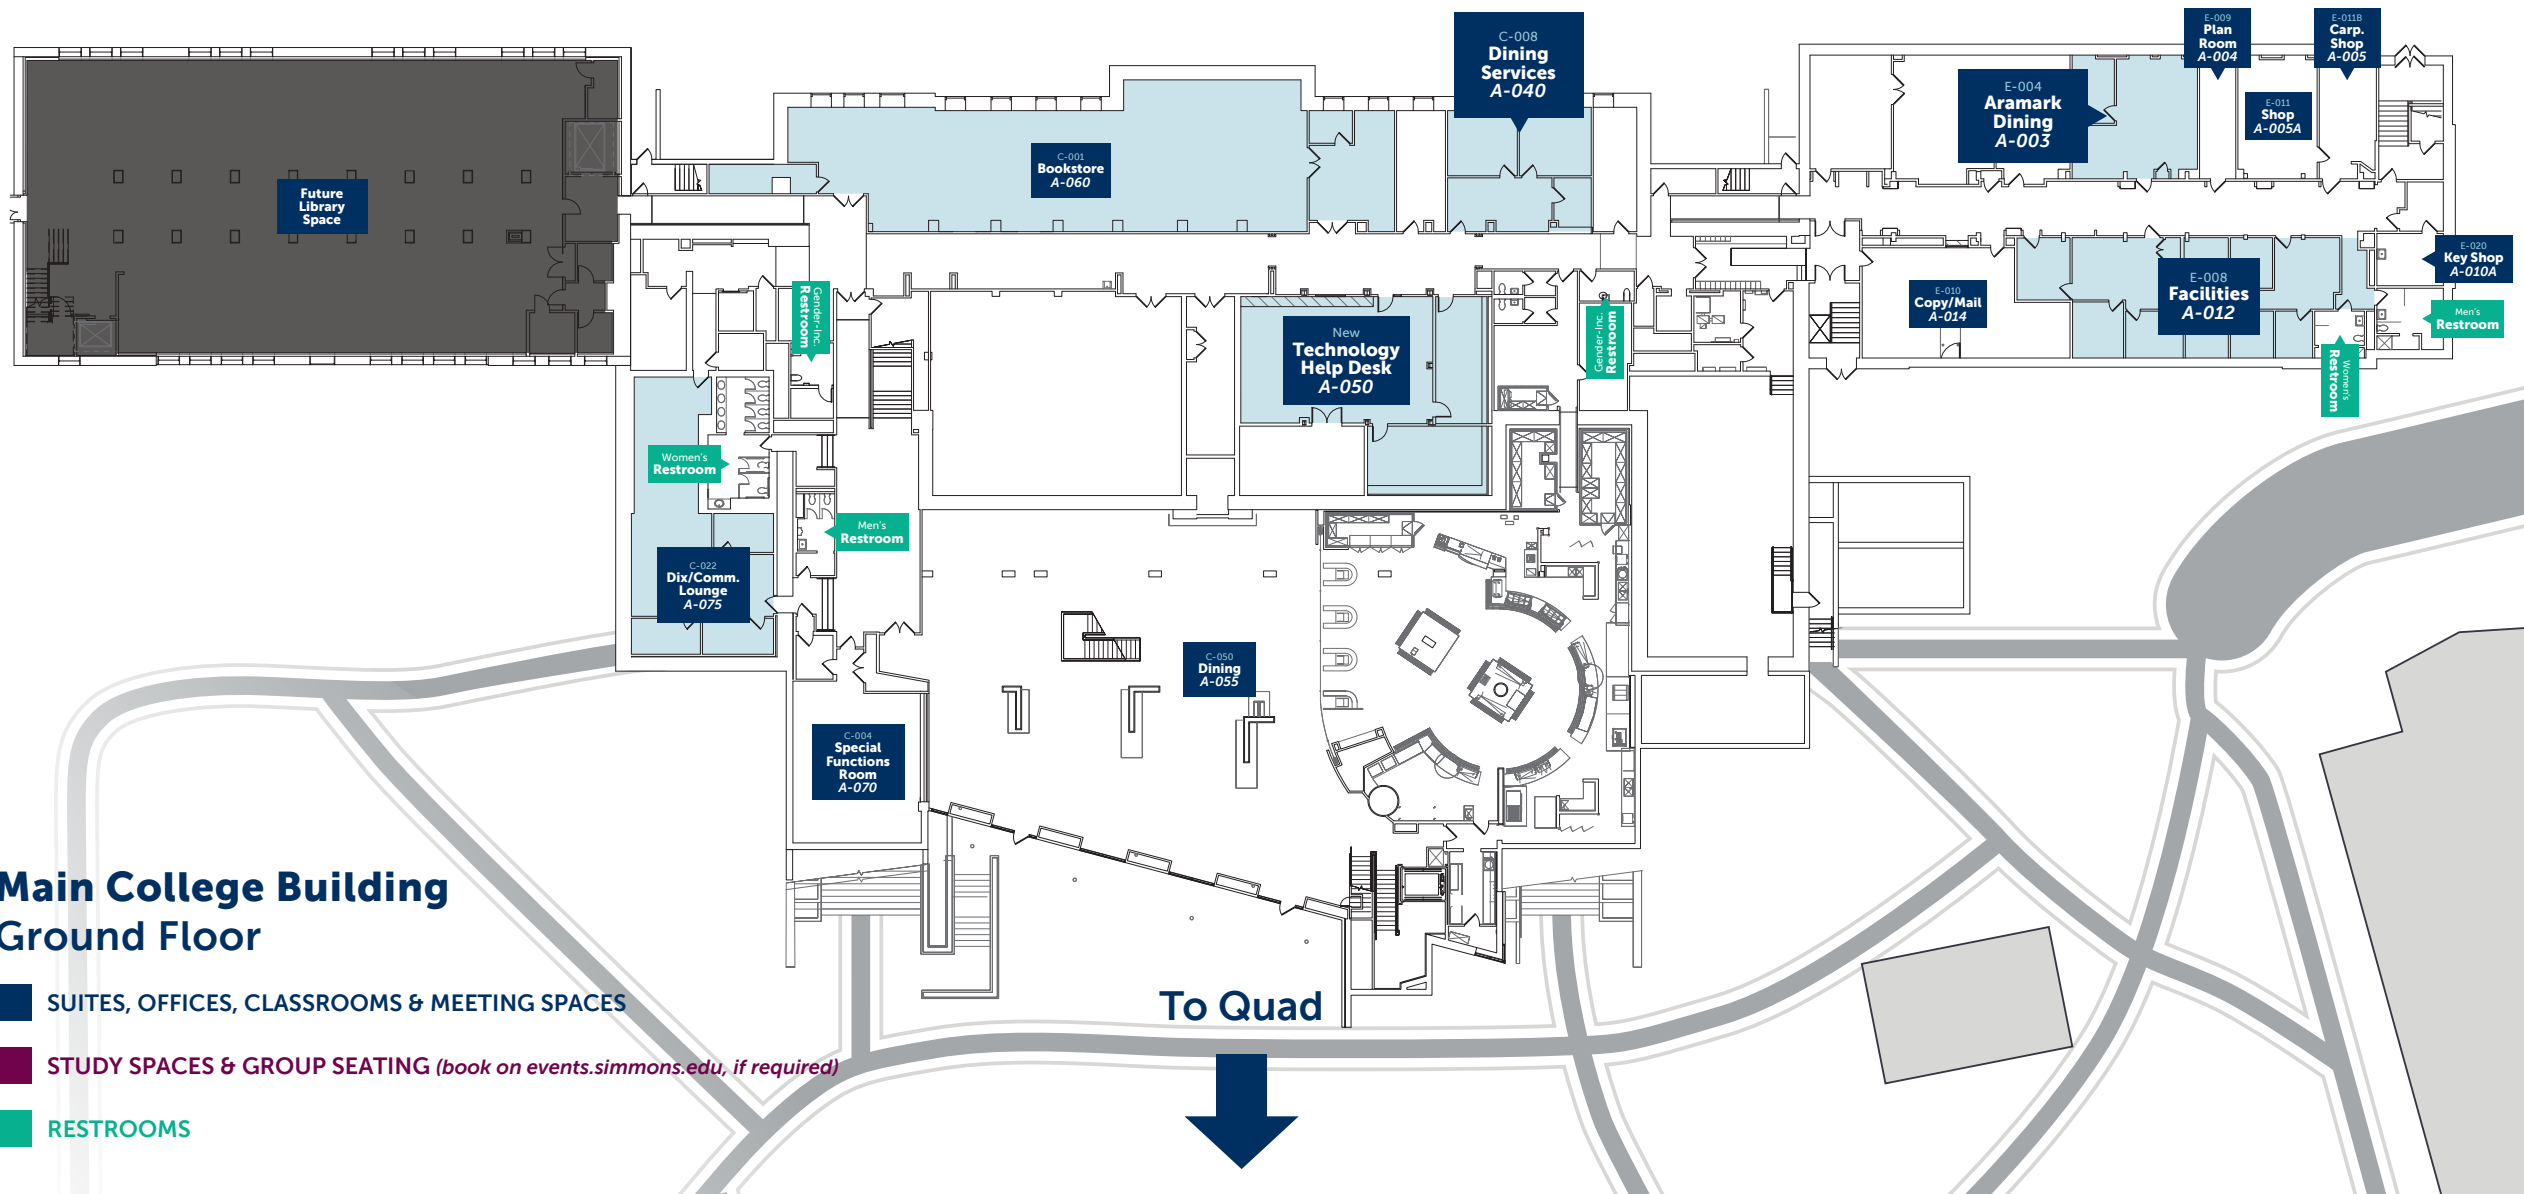 C-008
Dining
Services
A-040
E-009
Plan
Room
A-004
E-011B
Carp.
Shop
A-005
E-004
Aramark
Dining
A-003
E-011
Shop
A-005A
C-001
Bookstore
A-060
Future
Library
Space
E-020
Key Shop
A-010A
E-008
Facilities
A-012
E-010
Copy/Mail
A-014
Men's
Restroom
Women's
Restroom
Gender-Inc.
Restroom
New
Technology
Help Desk
A-050
Gender-Inc.
Restroom
Women's
Restroom
Men's
Restroom
C-022
Dix/Comm.
Lounge
A-075
C-050
Dining
A-055
C-004
Special
Functions
Room
A-070
Main College Building
Ground Floor
SUITES, OFFICES, CLASSROOMS & MEETING SPACES
STUDY SPACES & GROUP SEATING (book on events.simmons.edu, if required)
RESTROOMS
To Quad